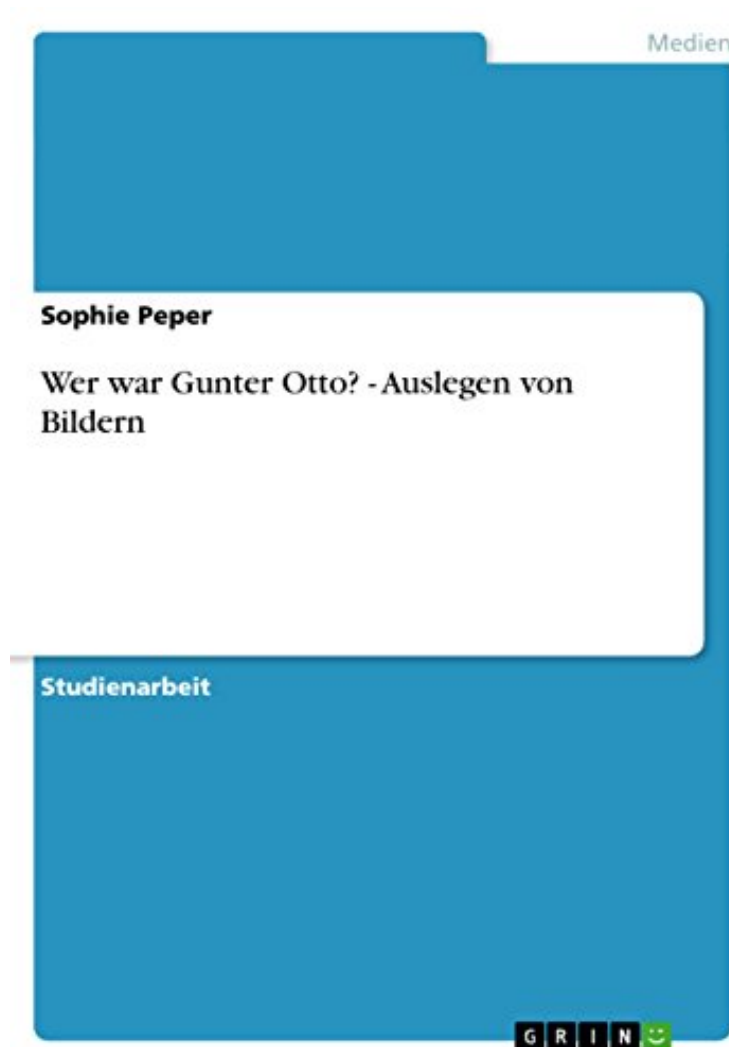 Medien
Sophie Peper
Wer war Gunter Otto? - Auslegen von
Bildern
Studienarbeit
GRIN